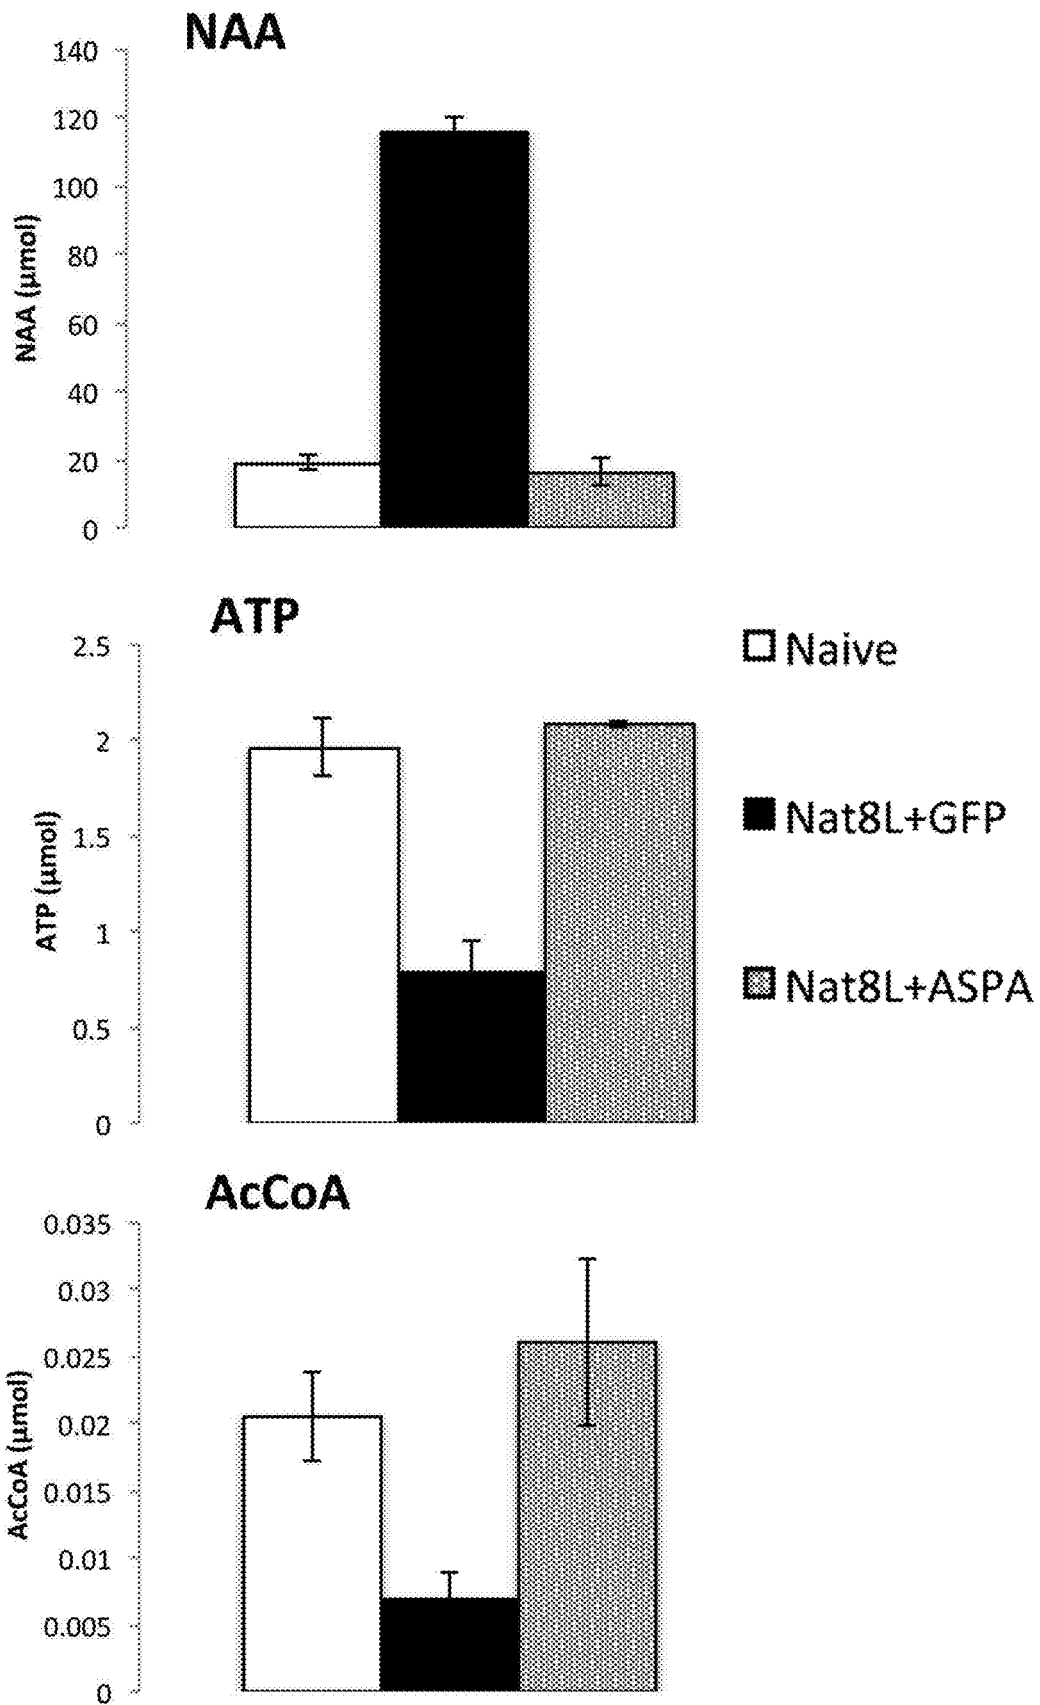 NAA
140
120
100
80
60
40
20
0
NAA (µmol)
ATP
2.5
2
1.5
1
0.5
0
ATP (µmol)
Naive
Nat8L+GFP
Nat8L+ASPA
AcCoA
0.035
0.03
0.025
0.02
0.015
0.01
0.005
0
AcCoA (µmol)